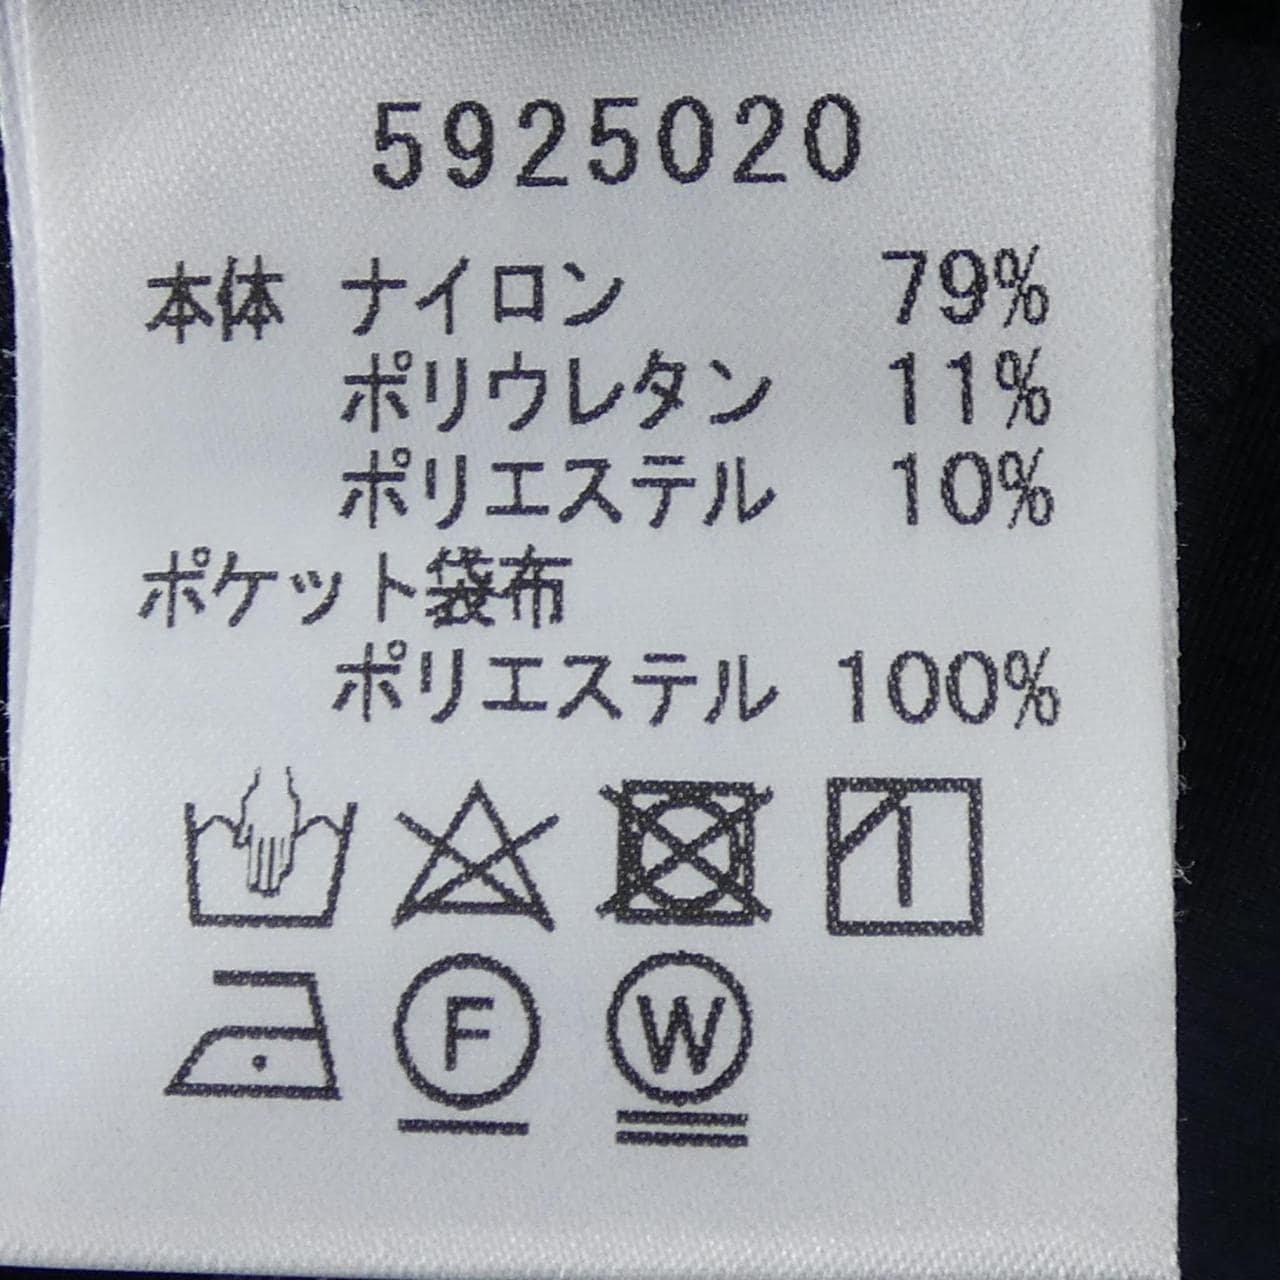 5925020
本体 ナイロン 79%
ポリウレタン 11%
ポリエステル 10%
ポケット袋布
ポリエステル 100%
F W